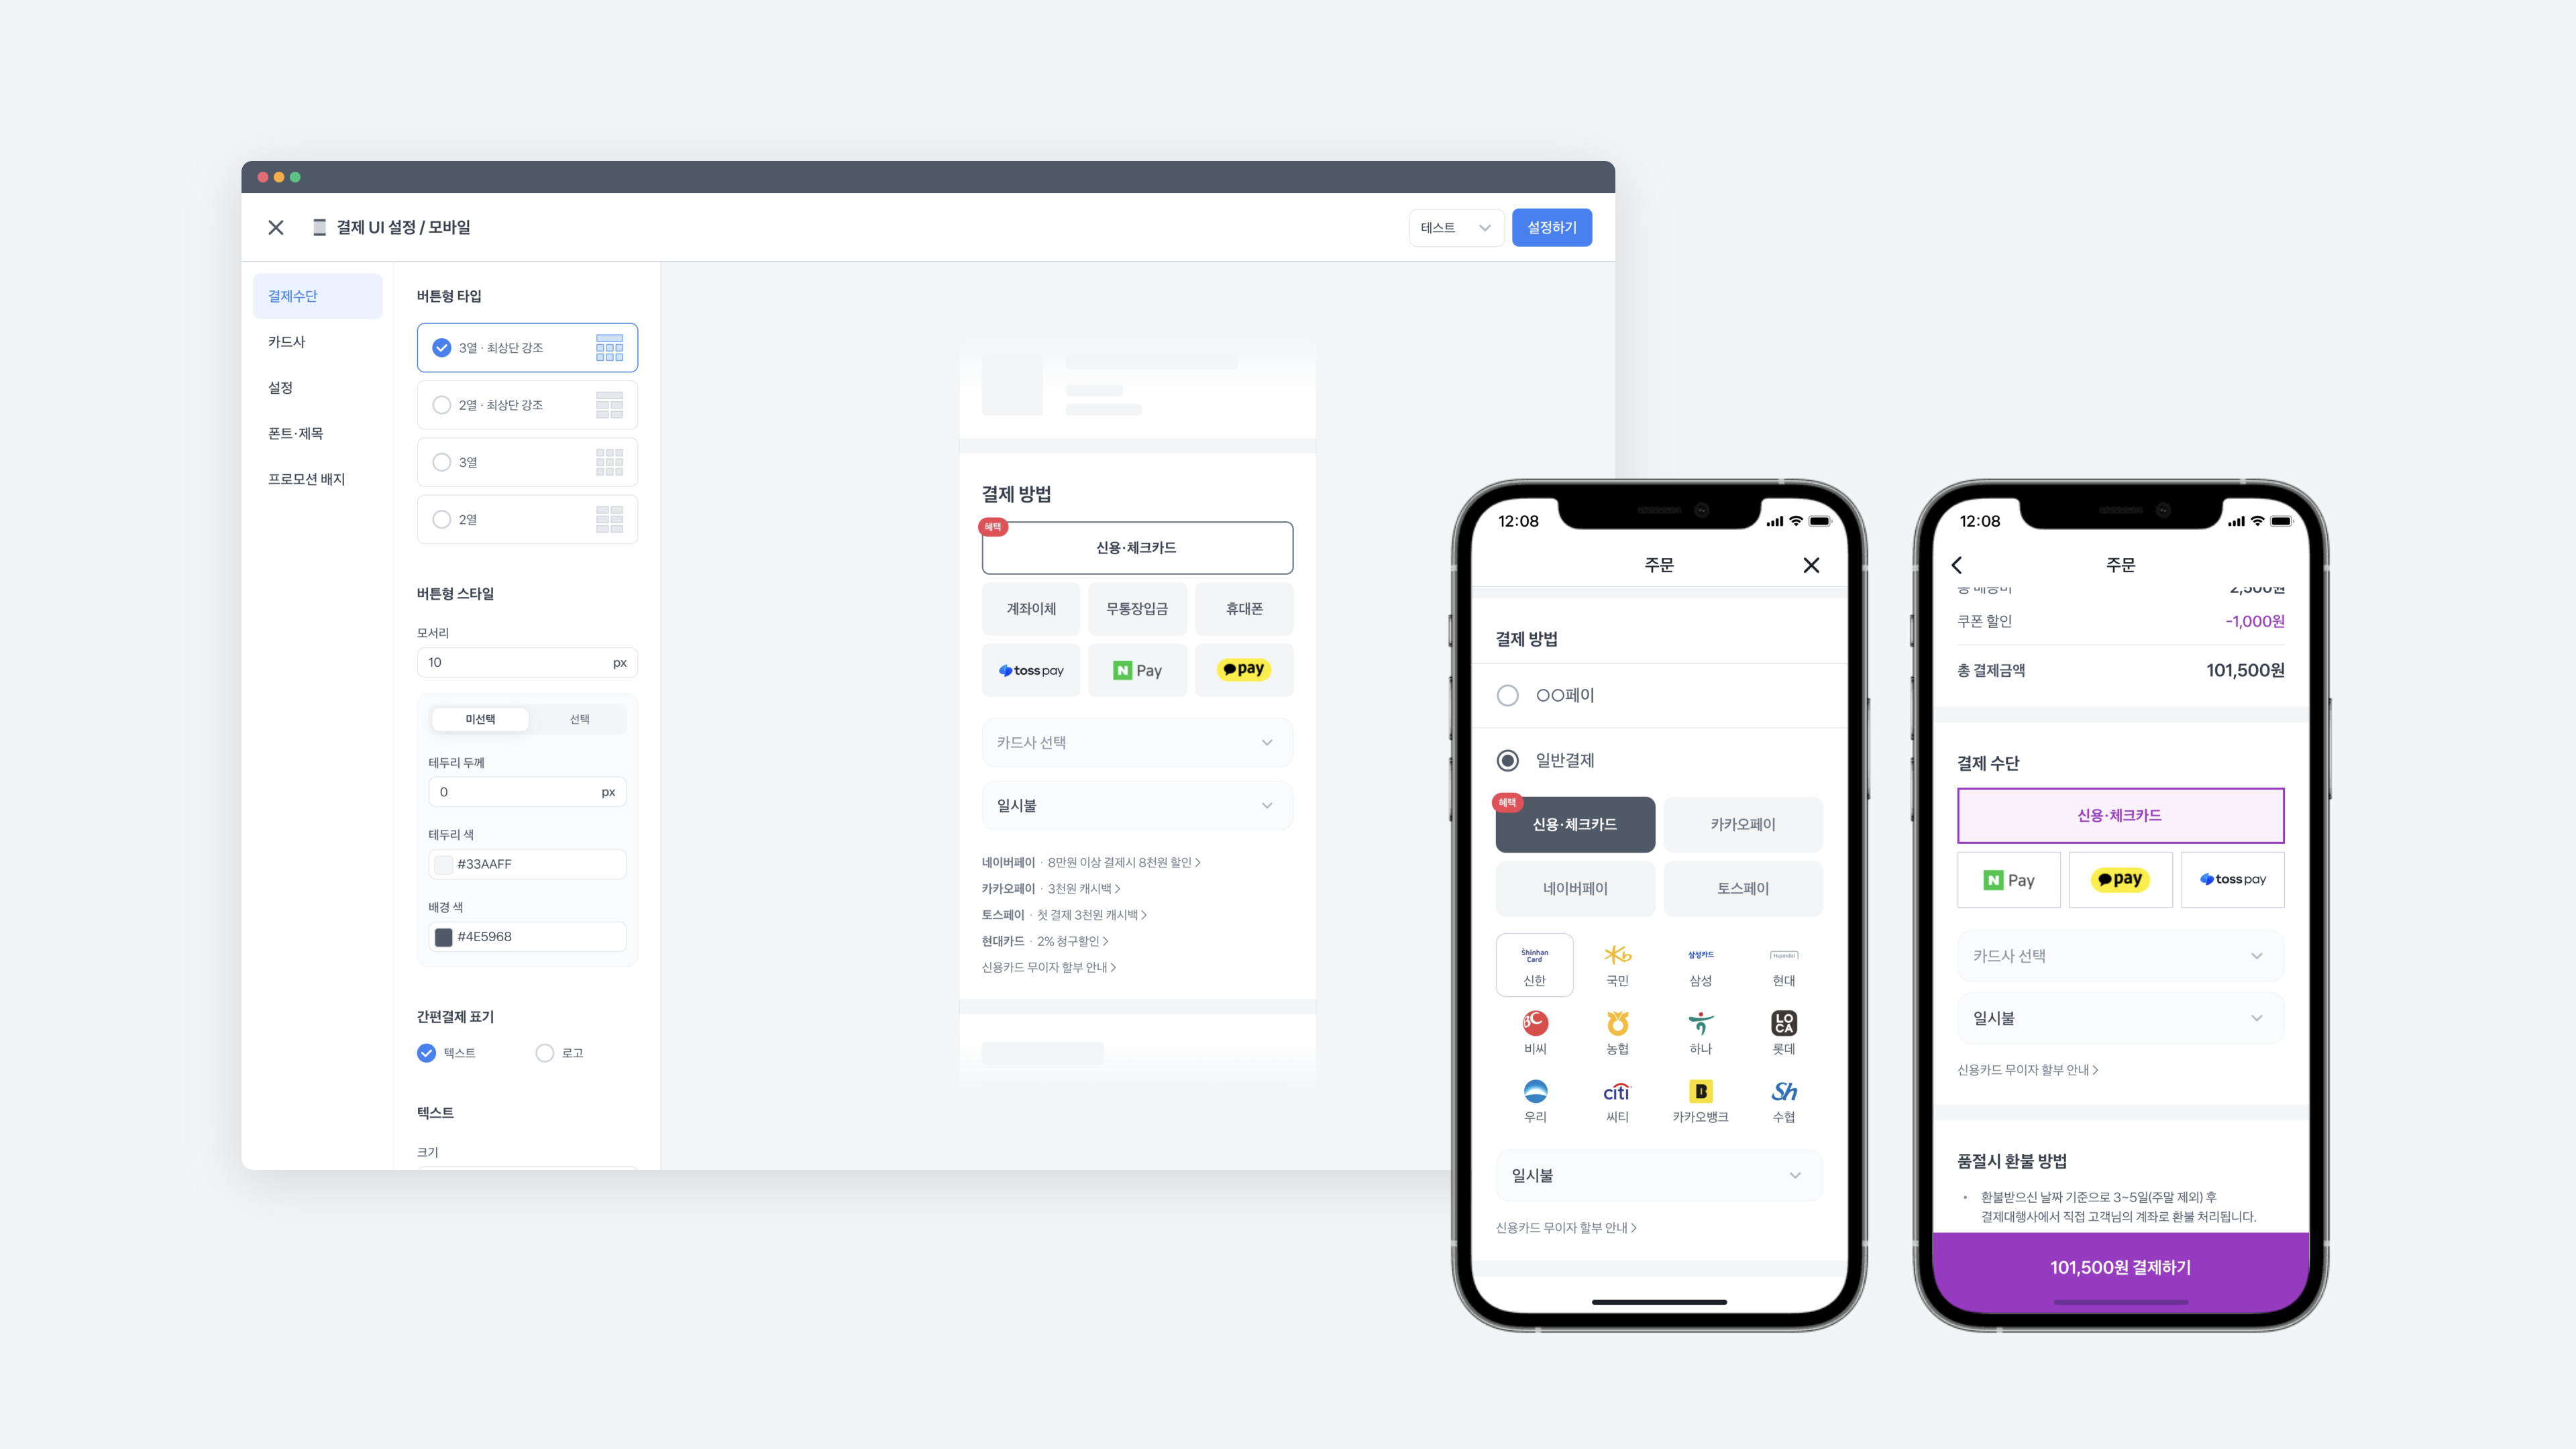 결제 UI 설정 / 모바일
테스트
설정하기
결제수단
카드사
설정
폰트·제목
프로모션 배지
버튼형 타입
3열 · 최상단 강조
2열 · 최상단 강조
3열
2열
버튼형 스타일
모서리
10 px
미선택 선택
테두리 두께
0 px
테두리 색
#33AAFF
배경 색
#4E5968
간편결제 표기
텍스트 로고
텍스트
크기
결제 방법
혜택
신용·체크카드
계좌이체 무통장입금 휴대폰
toss pay N Pay pay
카드사 선택
일시불
네이버페이 · 8만원 이상 결제시 8천원 할인 >
카카오페이 · 3천원 캐시백 >
토스페이 · 첫 결제 3천원 캐시백 >
현대카드 · 2% 청구할인 >
신용카드 무이자 할부 안내 >
12:08
주문
결제 방법
○○페이
일반결제
혜택
신용·체크카드 카카오페이
네이버페이 토스페이
Shinhan Card 삼성카드 Hyundai
신한 국민 삼성 현대
BC LOCA
비씨 농협 하나 롯데
citi B Sh
우리 씨티 카카오뱅크 수협
일시불
신용카드 무이자 할부 안내 >
12:08
주문
총 배송비 2,500원
쿠폰 할인 -1,000원
총 결제금액 101,500원
결제 수단
신용·체크카드
N Pay pay toss pay
카드사 선택
일시불
신용카드 무이자 할부 안내 >
품절시 환불 방법
· 환불받으신 날짜 기준으로 3~5일(주말 제외) 후
결제대행사에서 직접 고객님의 계좌로 환불 처리됩니다.
101,500원 결제하기